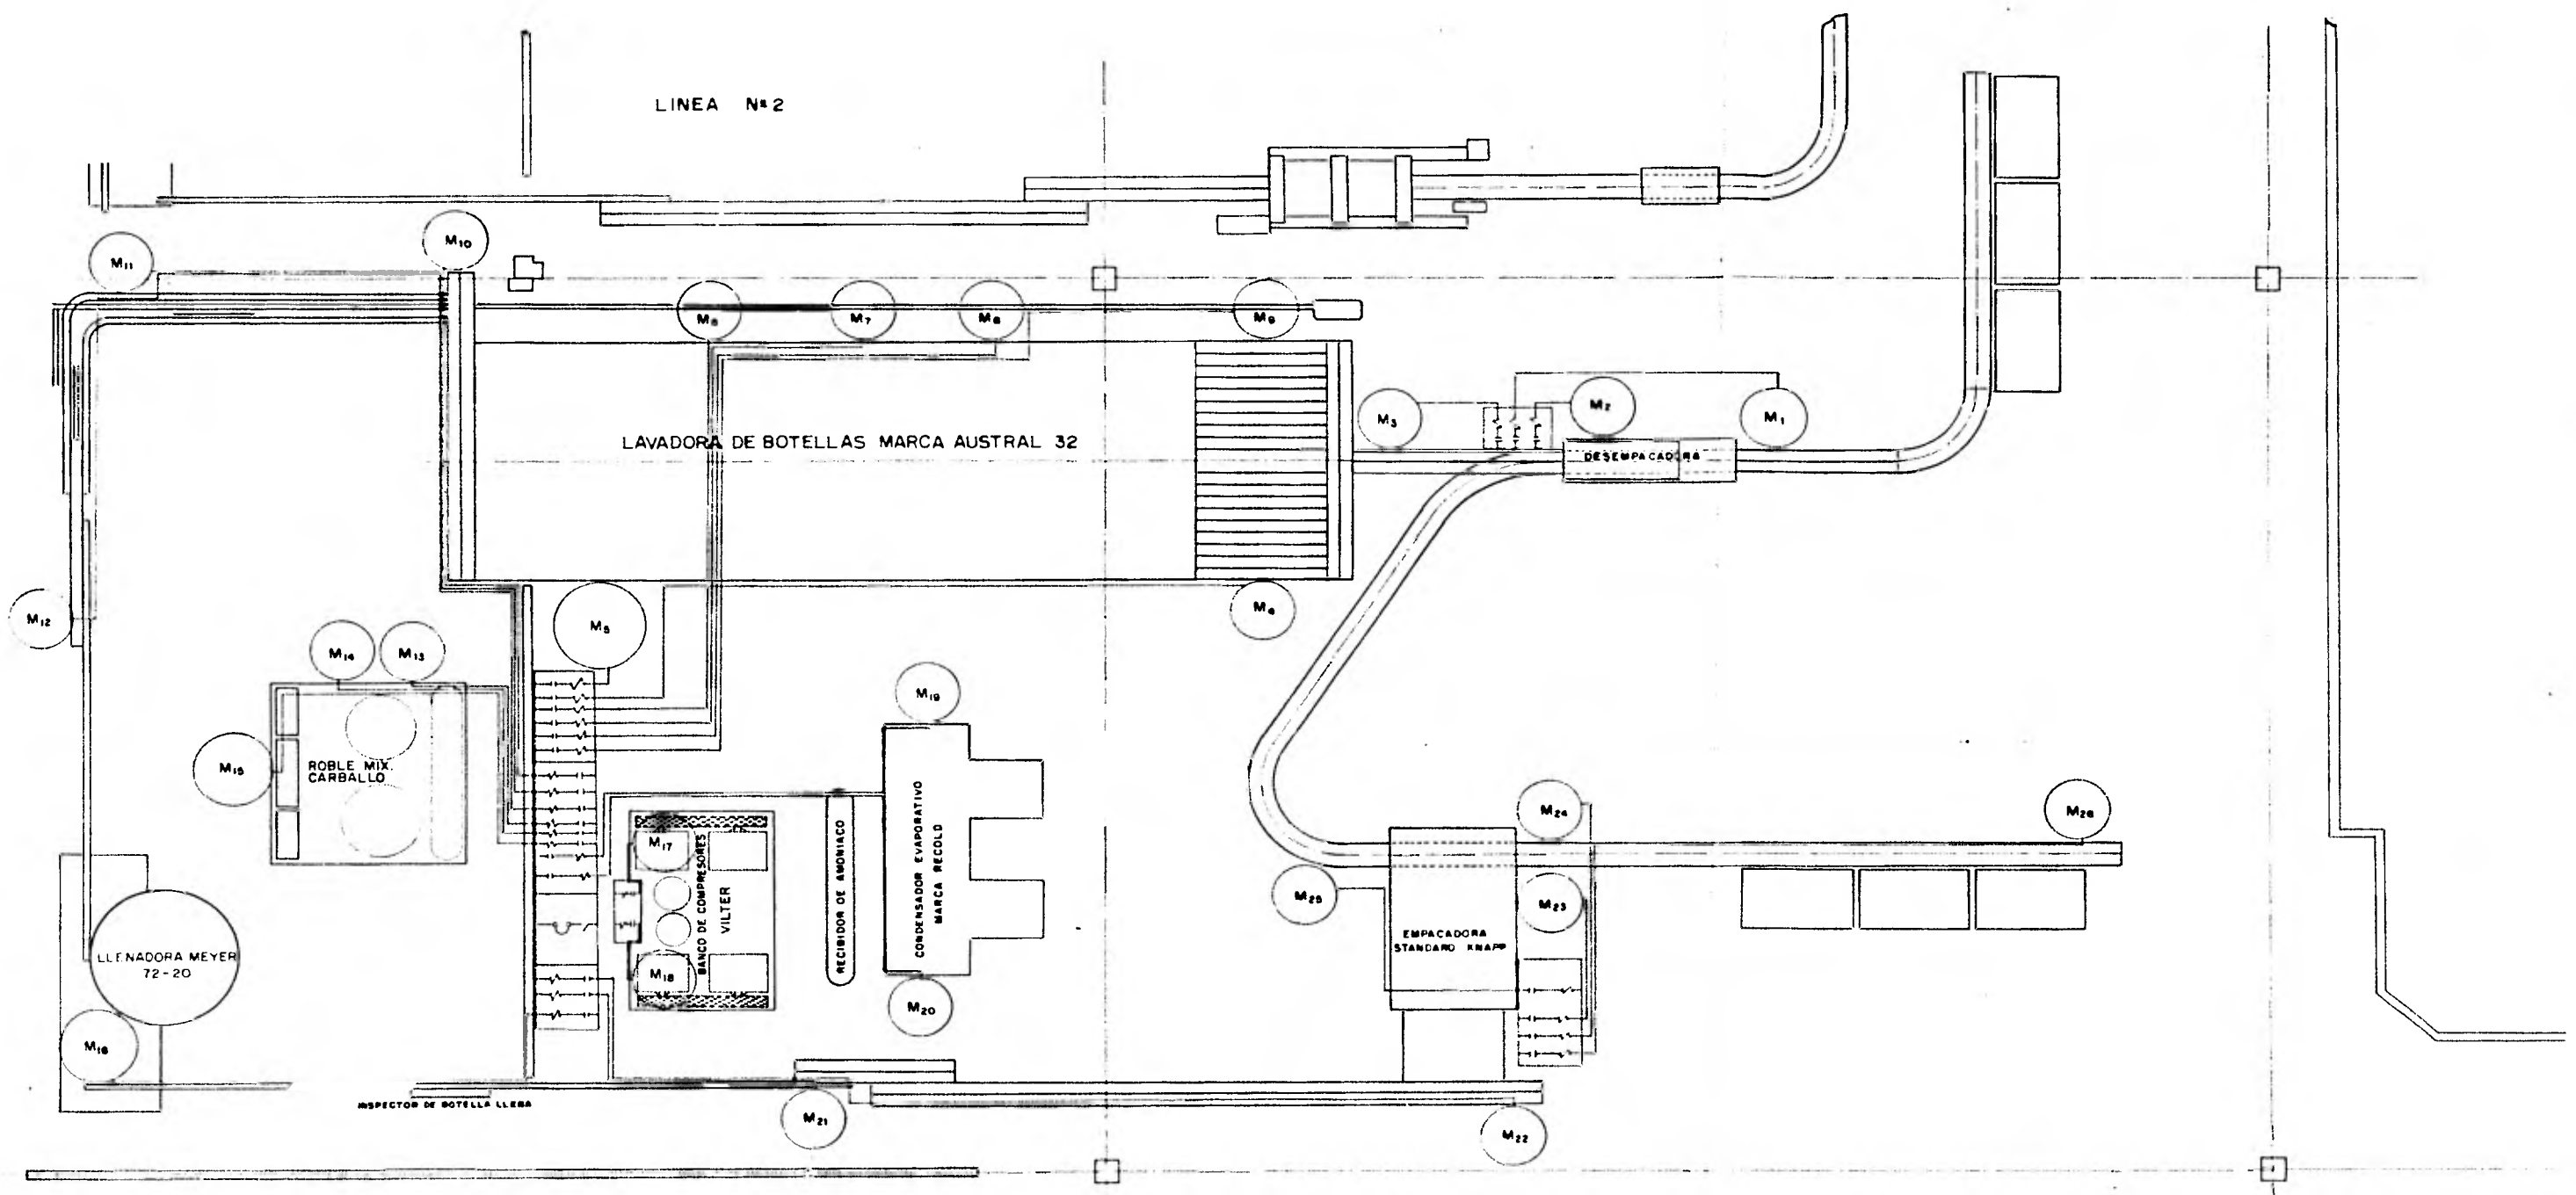 LINEA Nº 2
M10
M11
M7
M9
LAVADORA DE BOTELLAS MARCA AUSTRAL 32
M3
M2
M1
DESEMPACADORA
M5
M12
M14
M13
M19
M15
ROBLE MIX.
CARBALLO
M17
M18
BANCO DE COMPRESORES
VILTER
RECIBIDOR DE AMONIACO
CONDENSADOR EVAPORATIVO
MARCA RECOLD
M20
M24
M26
M25
M23
EMPACADORA
STANDARD KNAPP
LLENADORA MEYER
72-20
M16
INSPECTOR DE BOTELLA LLENA
M21
M22